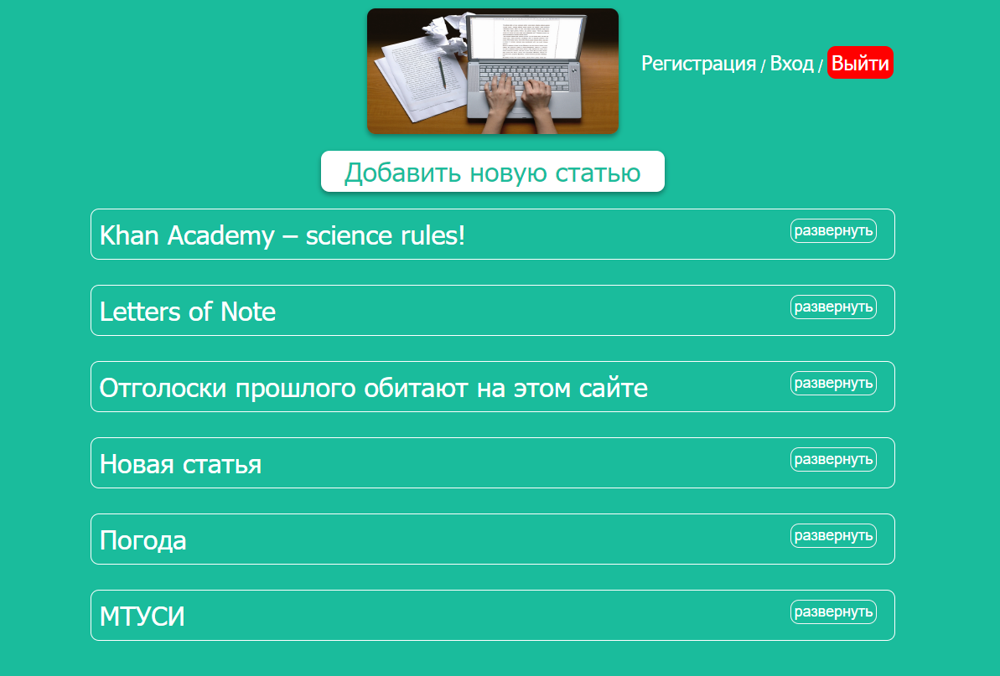 Регистрация / Вход / Выйти
Добавить новую статью
Khan Academy – science rules!
развернуть
Letters of Note
развернуть
Отголоски прошлого обитают на этом сайте
развернуть
Новая статья
развернуть
Погода
развернуть
МТУСИ
развернуть